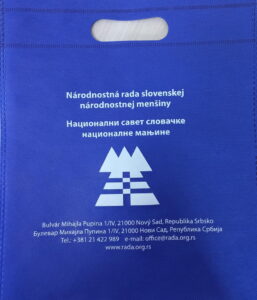 Národnostná rada slovenskej
národnostnej menšiny
Национални савет словачке
националне мањине
Bulvár Mihajla Pupina 1/IV, 21000 Nový Sad, Republika Srbsko
Булевар Михајла Пупина 1/IV, 21000 Нови Сад, Република Србија
Tel.: +381 21 422 989 e-mail: office@rada.org.rs
www.rada.org.rs